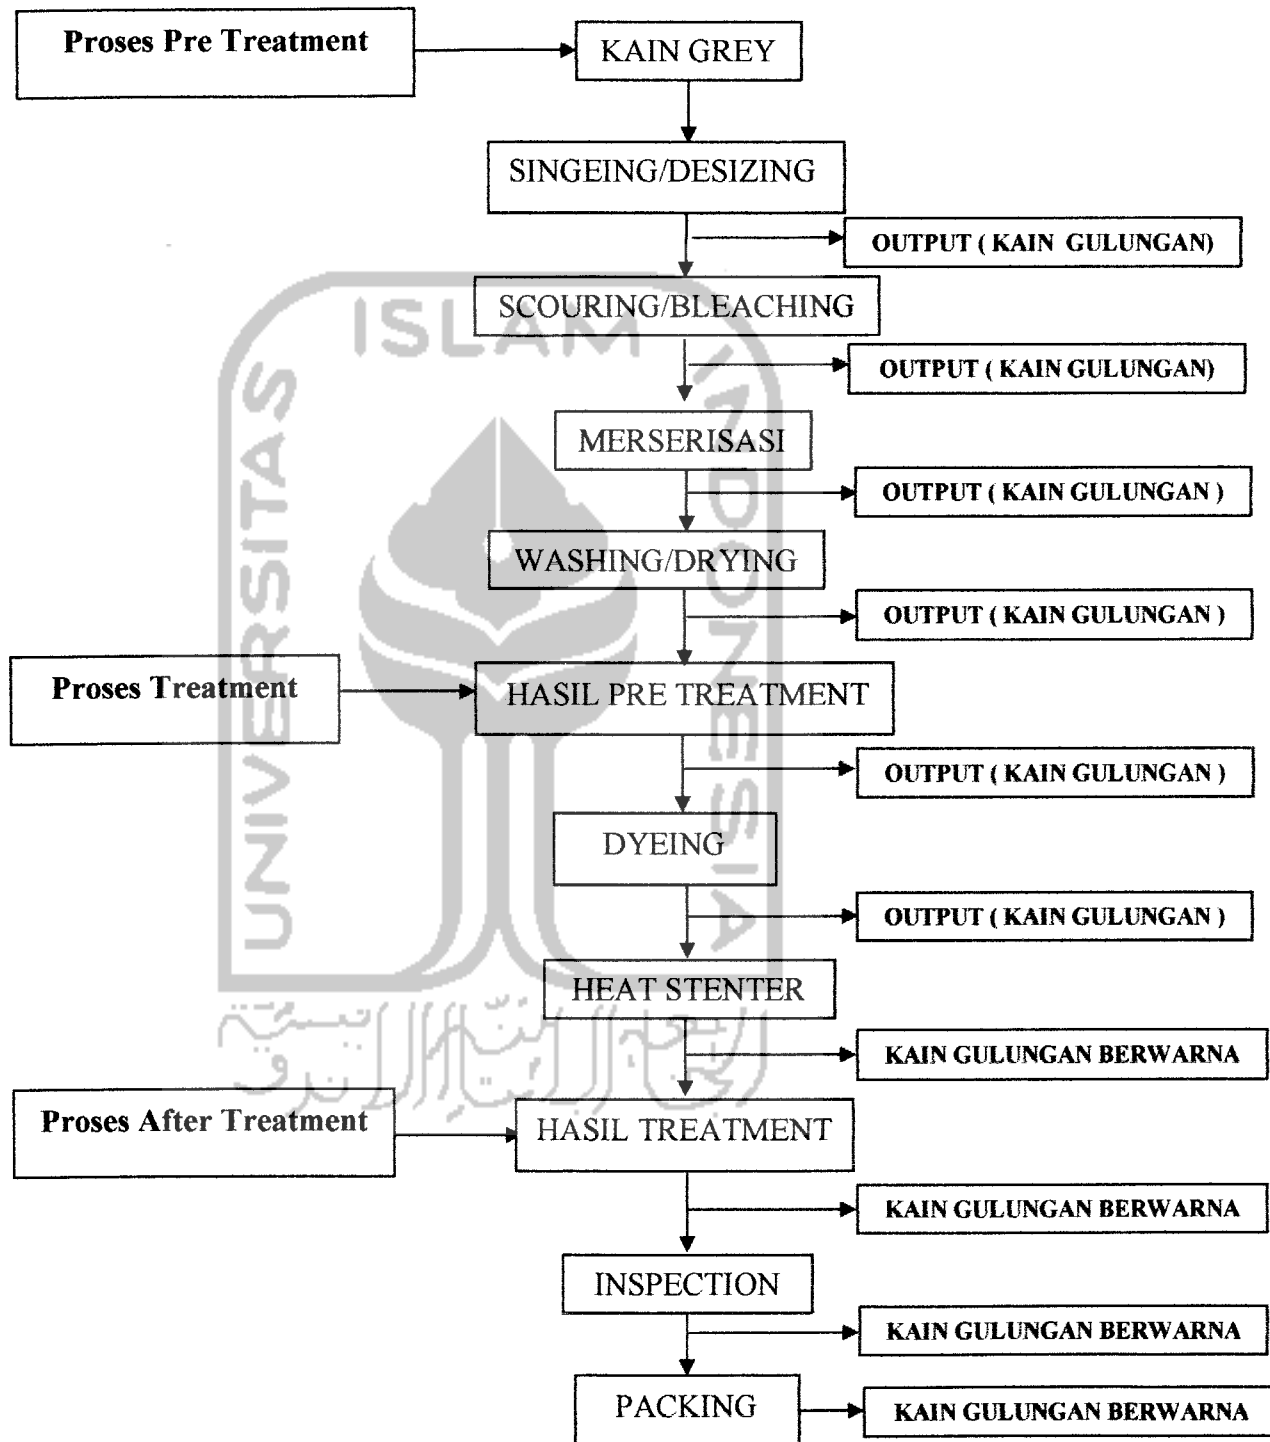 Proses Pre Treatment
KAIN GREY
SINGEING/DESIZING
OUTPUT ( KAIN GULUNGAN)
SCOURING/BLEACHING
OUTPUT ( KAIN GULUNGAN)
MERSERISASI
OUTPUT ( KAIN GULUNGAN )
WASHING/DRYING
OUTPUT ( KAIN GULUNGAN )
Proses Treatment
HASIL PRE TREATMENT
OUTPUT ( KAIN GULUNGAN )
DYEING
OUTPUT ( KAIN GULUNGAN )
HEAT STENTER
KAIN GULUNGAN BERWARNA
Proses After Treatment
HASIL TREATMENT
KAIN GULUNGAN BERWARNA
INSPECTION
KAIN GULUNGAN BERWARNA
PACKING
KAIN GULUNGAN BERWARNA
UNIVERSITAS
ISLAM
INDONESIA